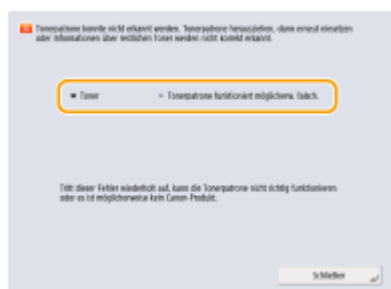 Tonerpatrone konnte nicht erkannt werden. Tonerpatrone herausziehen, dann erneut einsetzen
oder Informationen über restlichen Toner werden nicht korrekt erkannt.
Toner
Tonerpatrone funktioniert möglicherw. falsch.
Tritt dieser Fehler wiederholt auf, kann die Tonerpatrone nicht richtig funktionieren
oder es ist möglicherweise kein Canon-Produkt.
Schließen